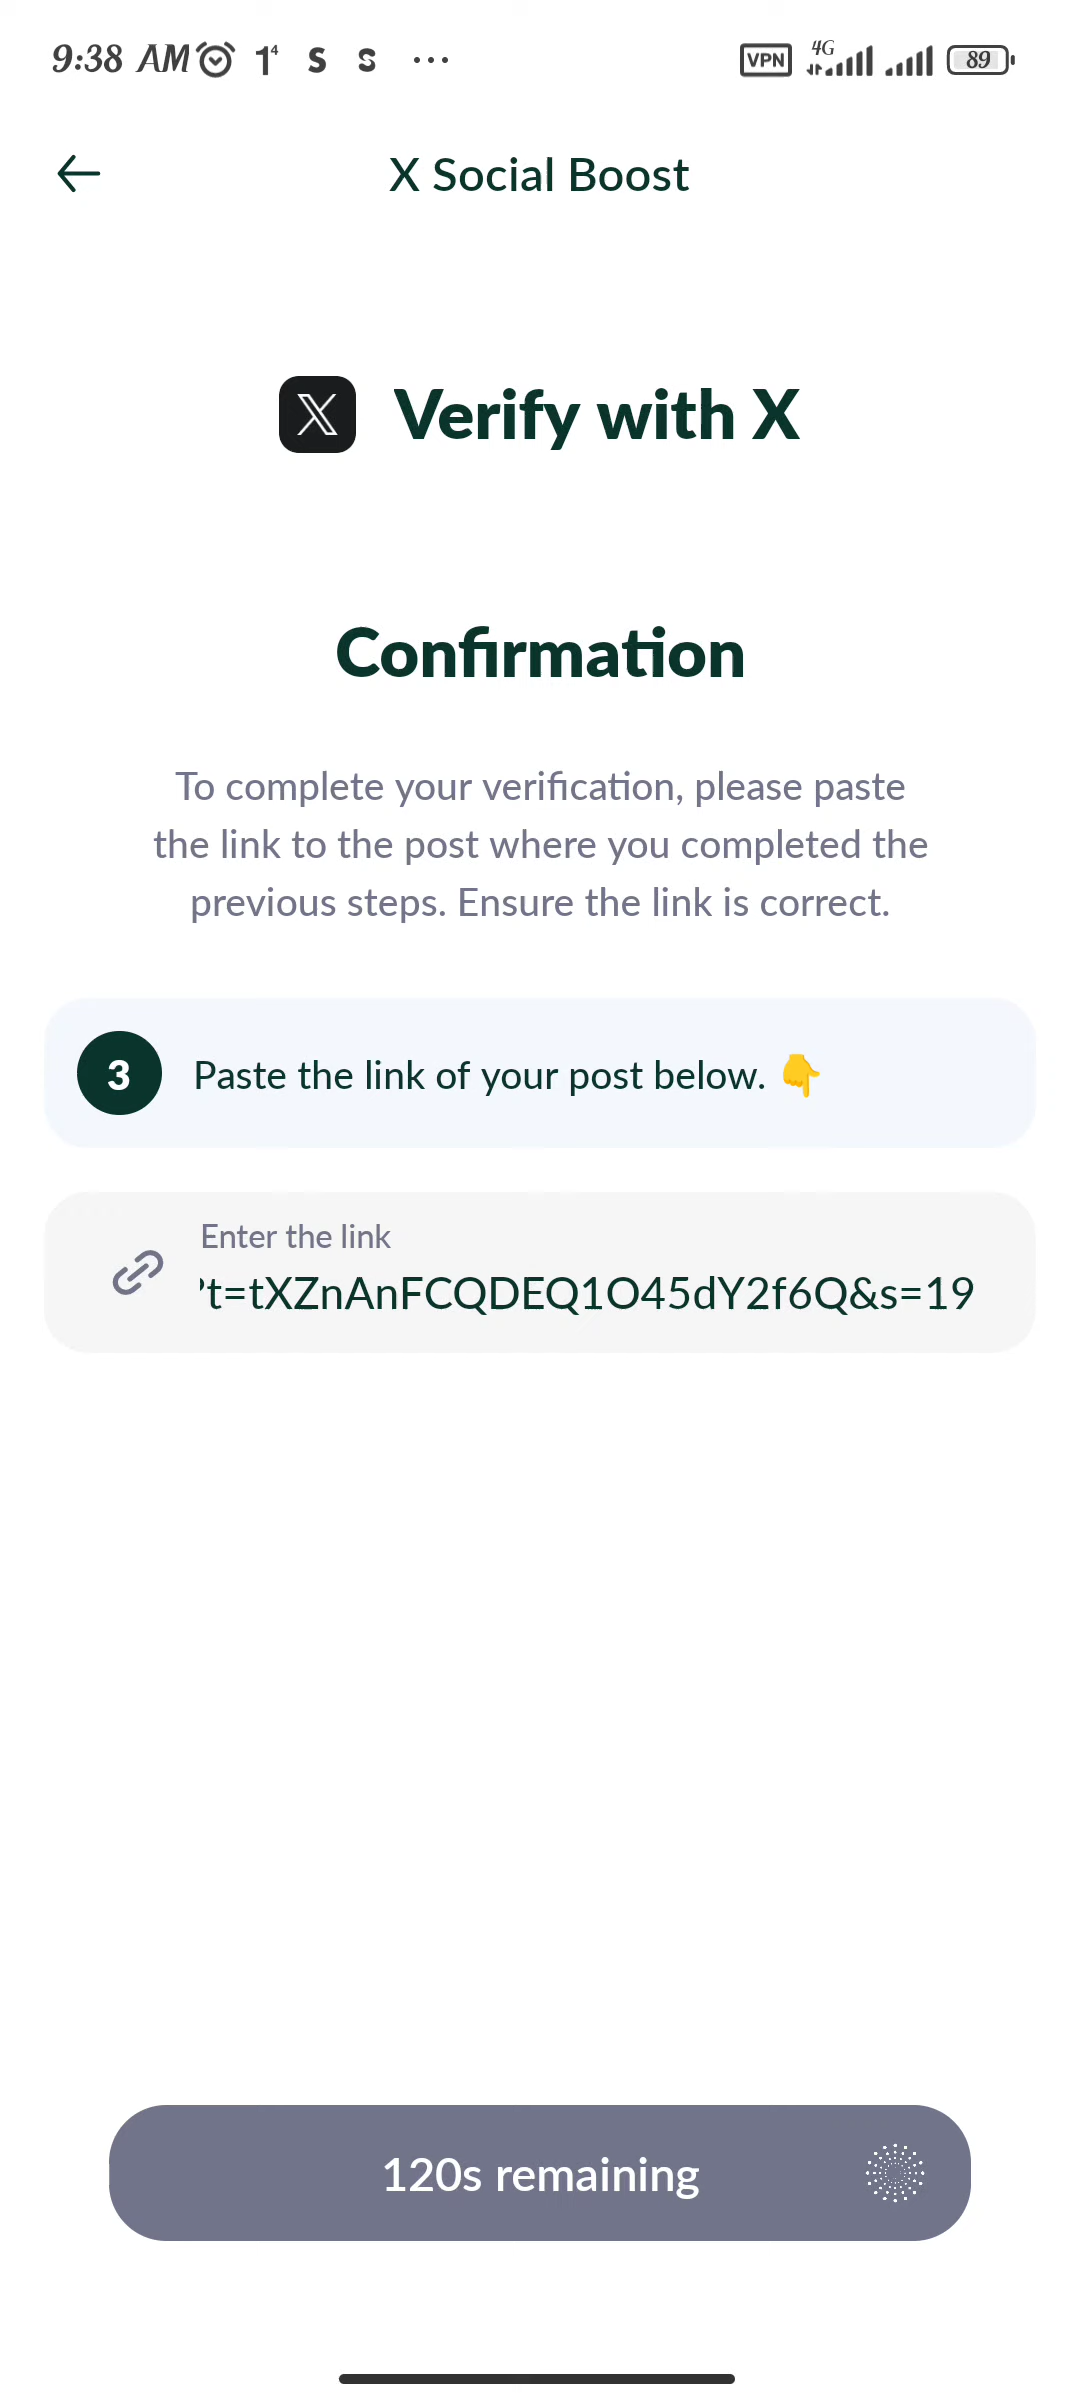 9:38 AM 1⁴ S S ...
VPN 4G 89
X Social Boost
Verify with X
Confirmation
To complete your verification, please paste
the link to the post where you completed the
previous steps. Ensure the link is correct.
3 Paste the link of your post below. 👇
Enter the link
?t=tXZnAnFCQDEQ1O45dY2f6Q&s=19
120s remaining